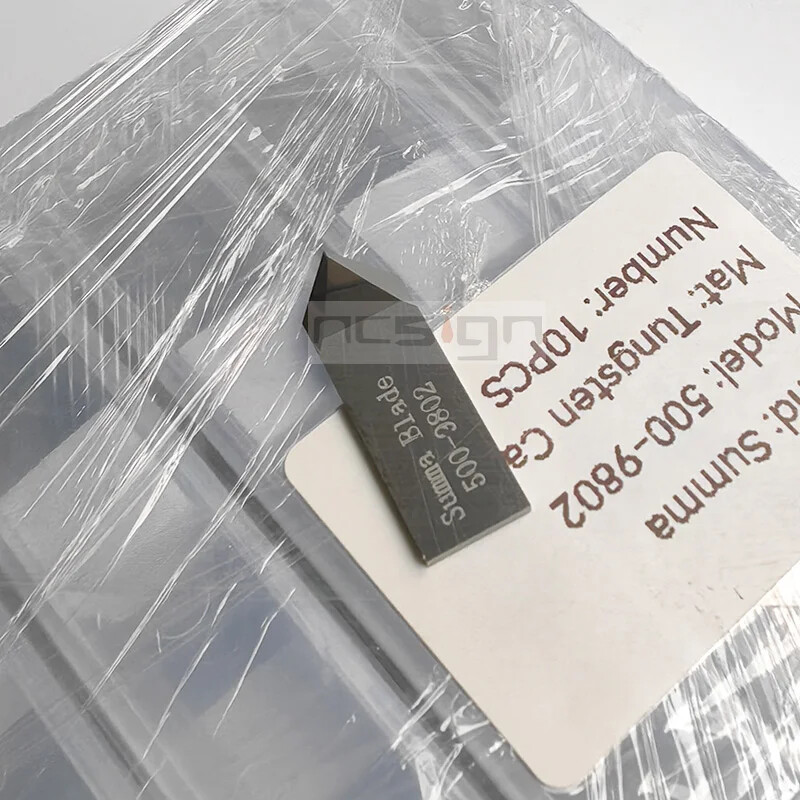 nd: Summa
Model: 500-9802
Mat: Tungsten Ca
Number: 10PCS
Summa Blade
500-9802
ncsign